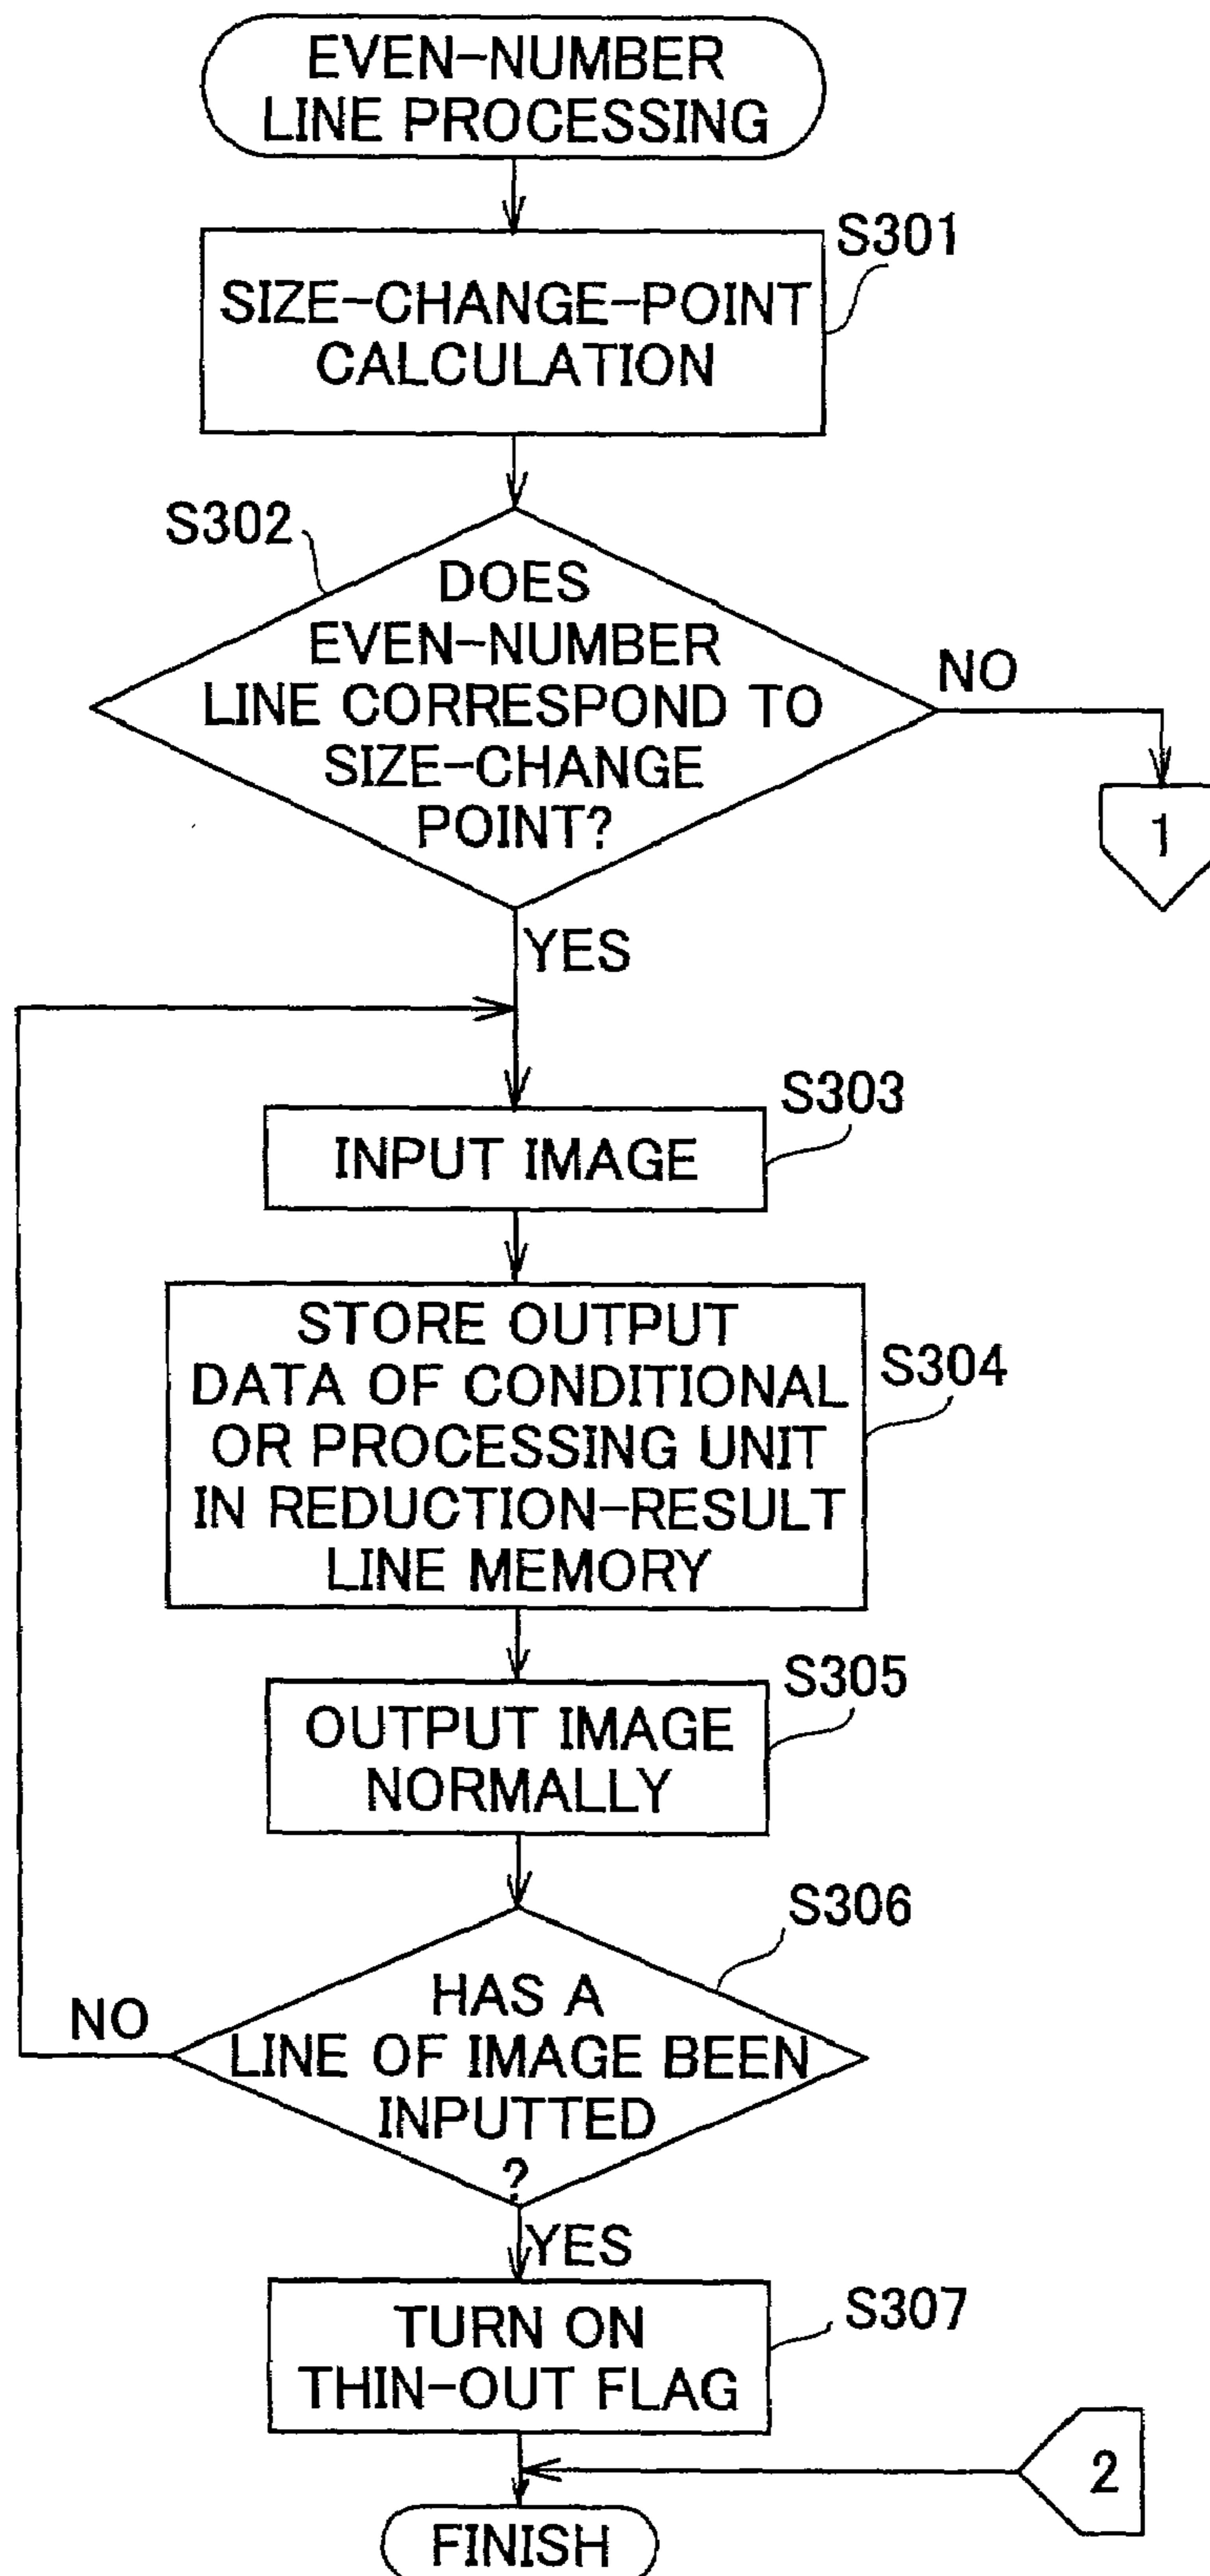 EVEN-NUMBER
LINE PROCESSING
S301
SIZE-CHANGE-POINT
CALCULATION
S302
DOES
EVEN-NUMBER
LINE CORRESPOND TO
SIZE-CHANGE
POINT?
NO
1
YES
S303
INPUT IMAGE
S304
STORE OUTPUT
DATA OF CONDITIONAL
OR PROCESSING UNIT
IN REDUCTION-RESULT
LINE MEMORY
S305
OUTPUT IMAGE
NORMALLY
S306
HAS A
LINE OF IMAGE BEEN
INPUTTED
?
NO
YES
S307
TURN ON
THIN-OUT FLAG
2
FINISH